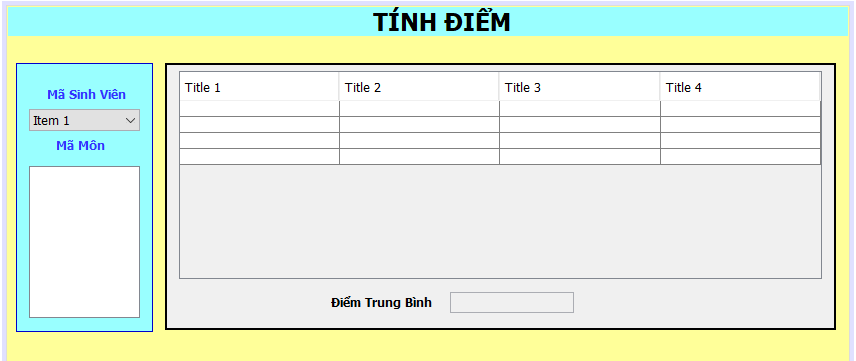 TÍNH ĐIỂM
Mã Sinh Viên
Item 1
Mã Môn
Title 1 Title 2 Title 3 Title 4
Điểm Trung Bình